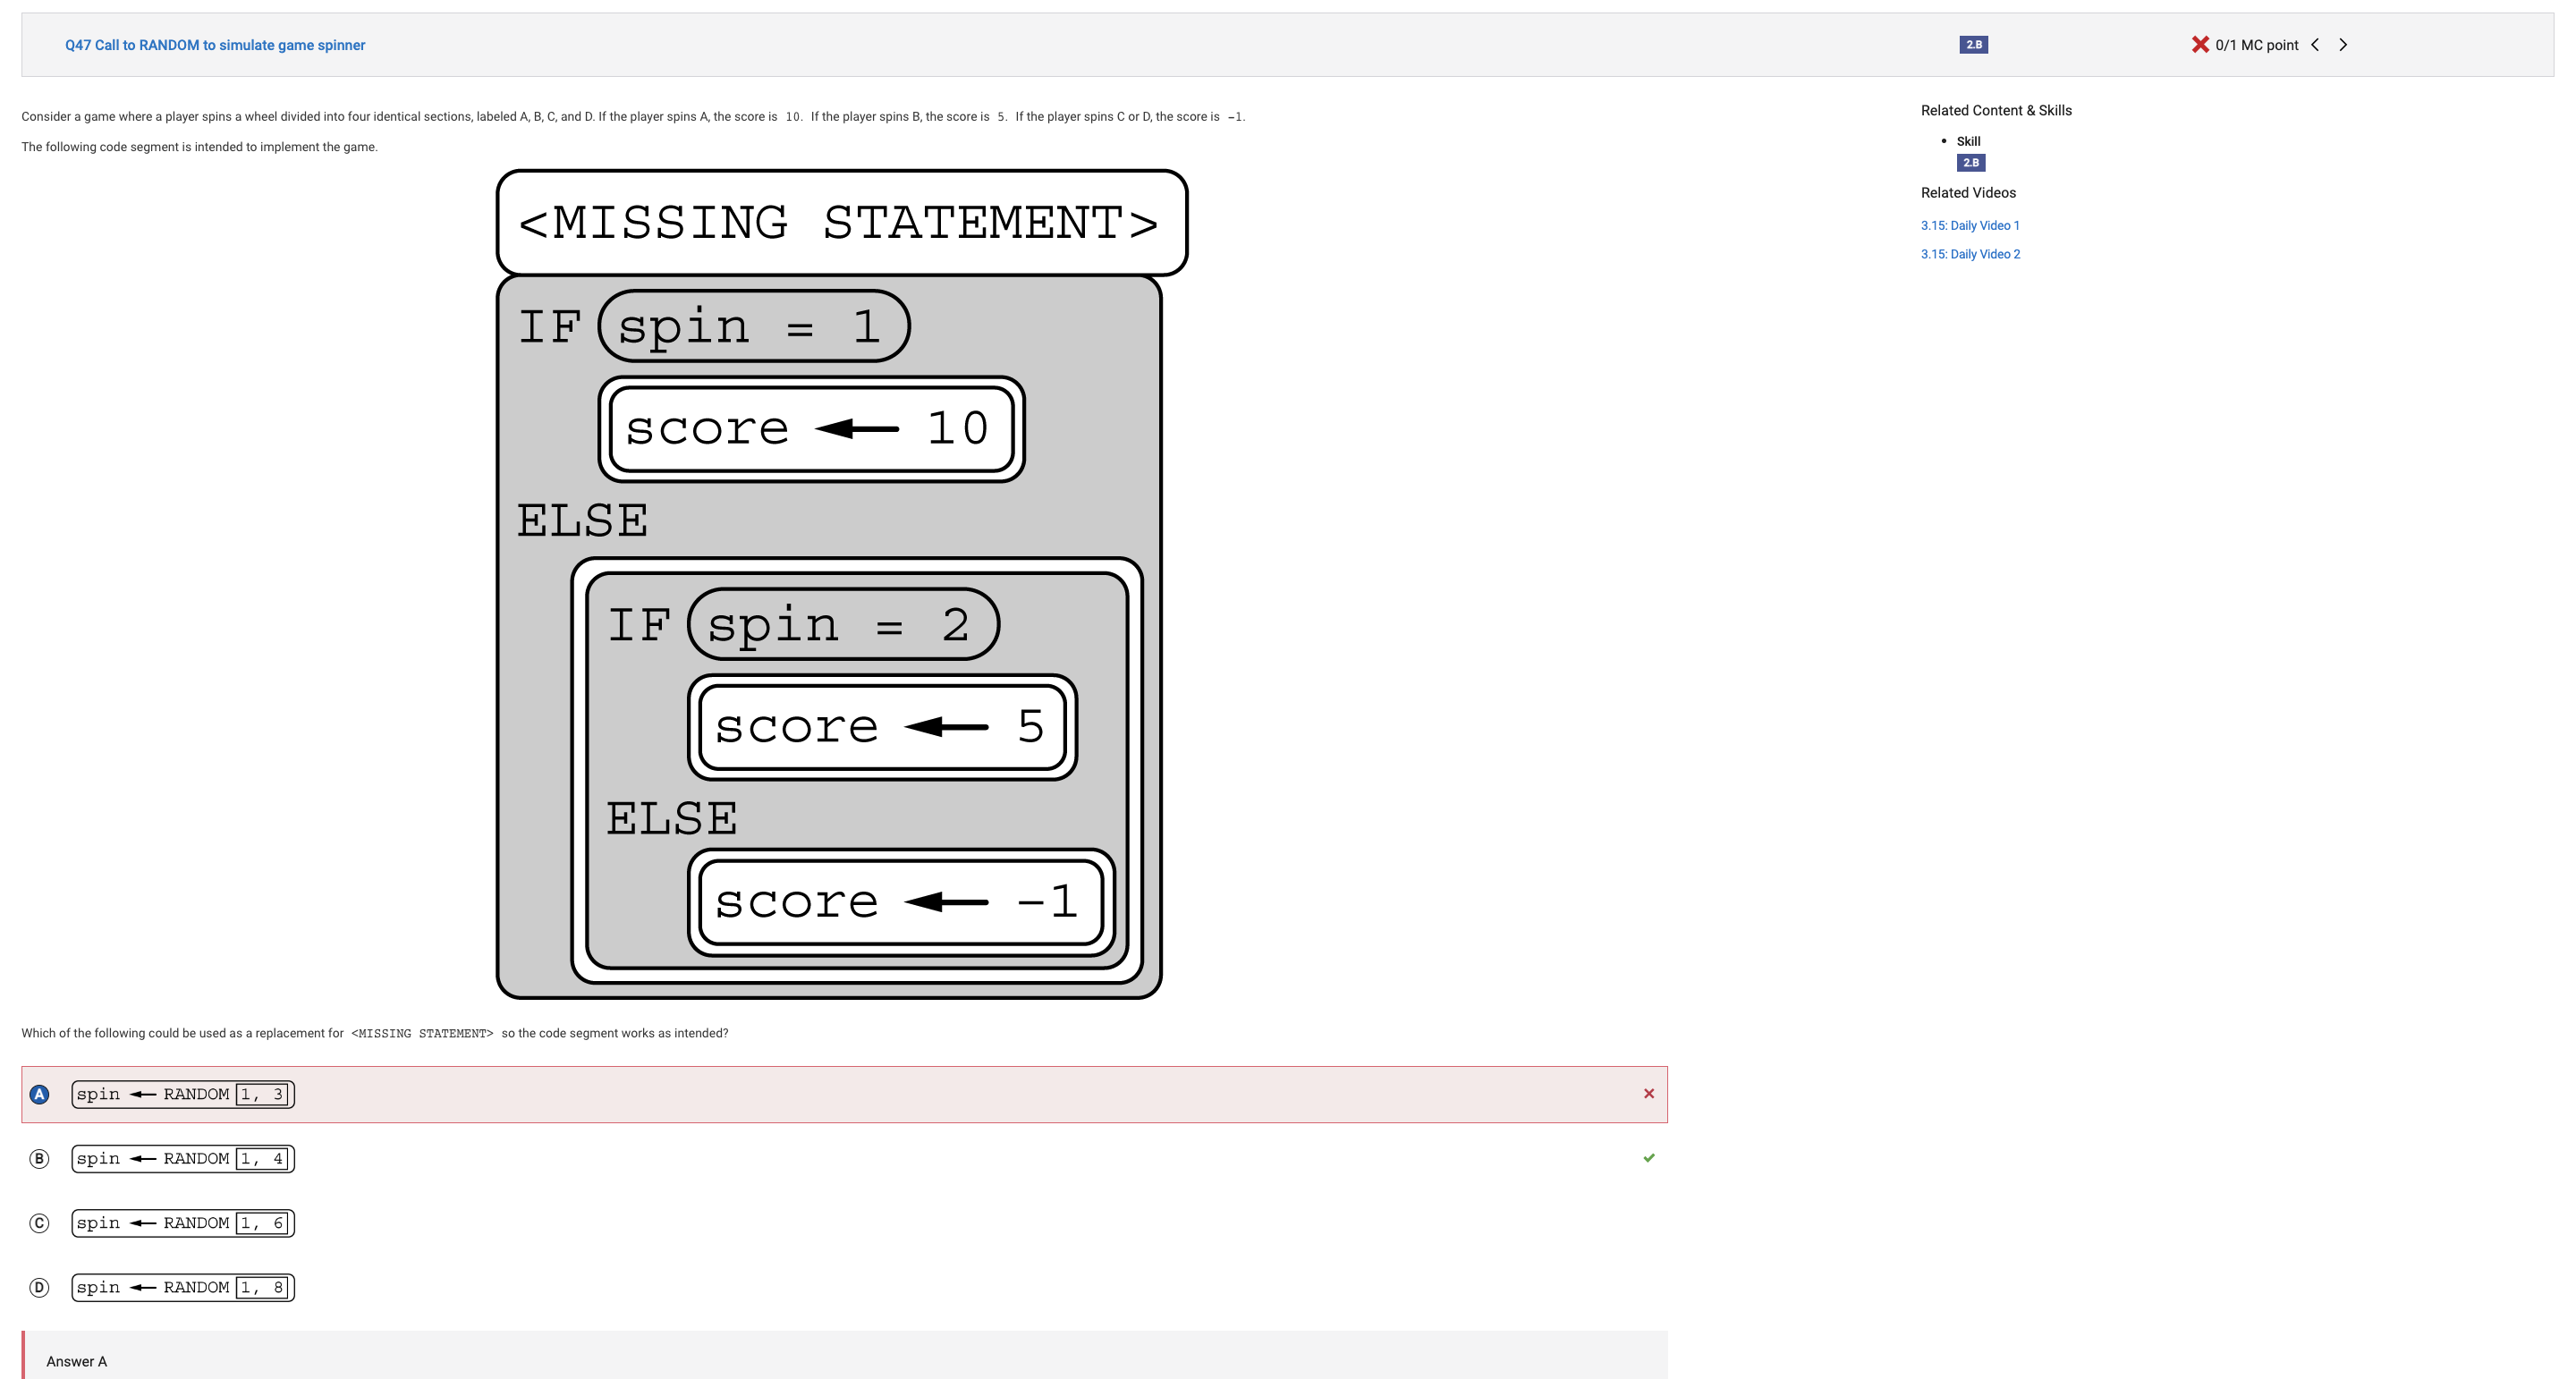 Q47 Call to RANDOM to simulate game spinner
2.B
0/1 MC point
Consider a game where a player spins a wheel divided into four identical sections, labeled A, B, C, and D. If the player spins A, the score is 10. If the player spins B, the score is 5. If the player spins C or D, the score is -1.
The following code segment is intended to implement the game.
<MISSING STATEMENT>
IF spin = 1
score ← 10
ELSE
IF spin = 2
score ← 5
ELSE
score ← -1
Which of the following could be used as a replacement for <MISSING STATEMENT> so the code segment works as intended?
A spin ← RANDOM 1, 3
B spin ← RANDOM 1, 4
C spin ← RANDOM 1, 6
D spin ← RANDOM 1, 8
Answer A
Related Content & Skills
• Skill
2.B
Related Videos
3.15: Daily Video 1
3.15: Daily Video 2